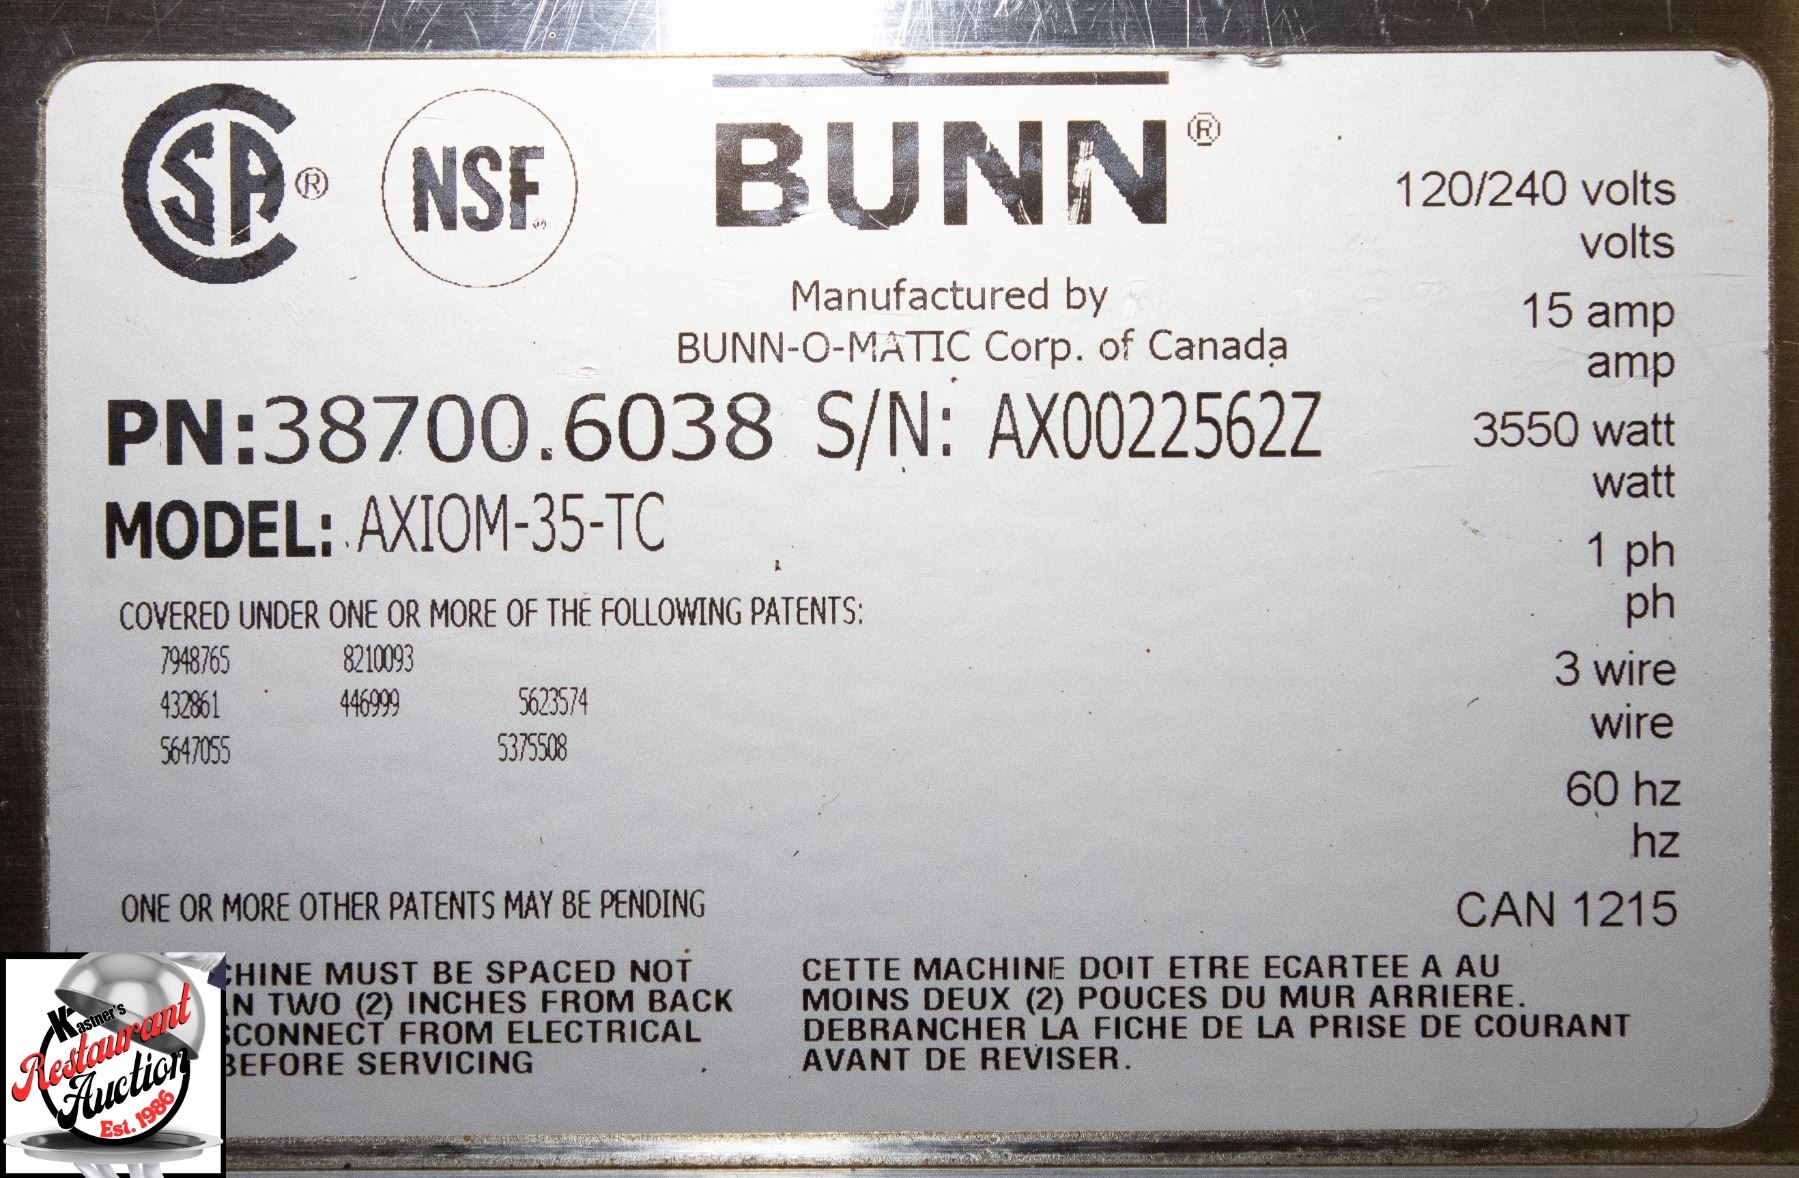 CSA ®
NSF®
BUNN®
Manufactured by
BUNN-O-MATIC Corp. of Canada
PN:38700.6038 S/N: AX0022562Z
MODEL: AXIOM-35-TC
COVERED UNDER ONE OR MORE OF THE FOLLOWING PATENTS:
7948765 8210093
432861 446999 5623574
5647055 5375508
ONE OR MORE OTHER PATENTS MAY BE PENDING
120/240 volts
volts
15 amp
amp
3550 watt
watt
1 ph
ph
3 wire
wire
60 hz
hz
CAN 1215
CHINE MUST BE SPACED NOT
AN TWO (2) INCHES FROM BACK
SCONNECT FROM ELECTRICAL
BEFORE SERVICING
CETTE MACHINE DOIT ETRE ECARTEE A AU
MOINS DEUX (2) POUCES DU MUR ARRIERE.
DEBRANCHER LA FICHE DE LA PRISE DE COURANT
AVANT DE REVISER.
Kastner's
Restaurant
Auction
Est. 1986